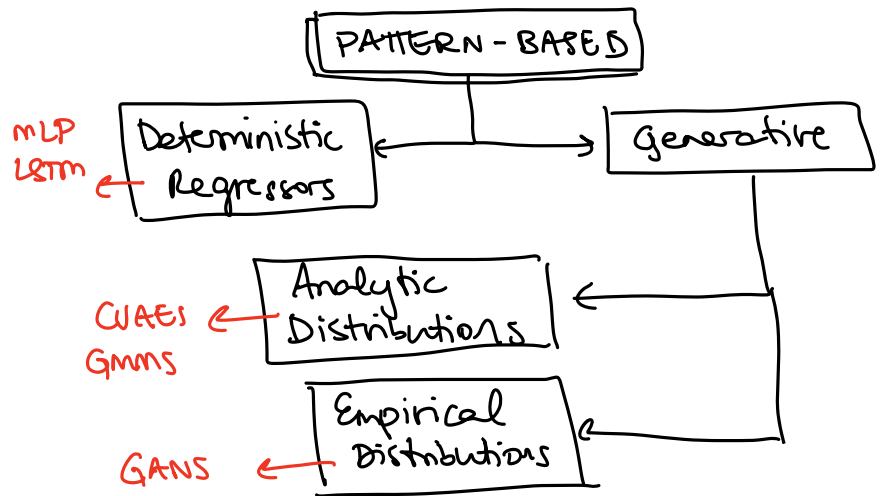 PATTERN-BASED
MLP
LSTM
Deterministic
Regressors
Generative
Analytic
Distributions
CVAEs
GMMS
Empirical
Distributions
GANS